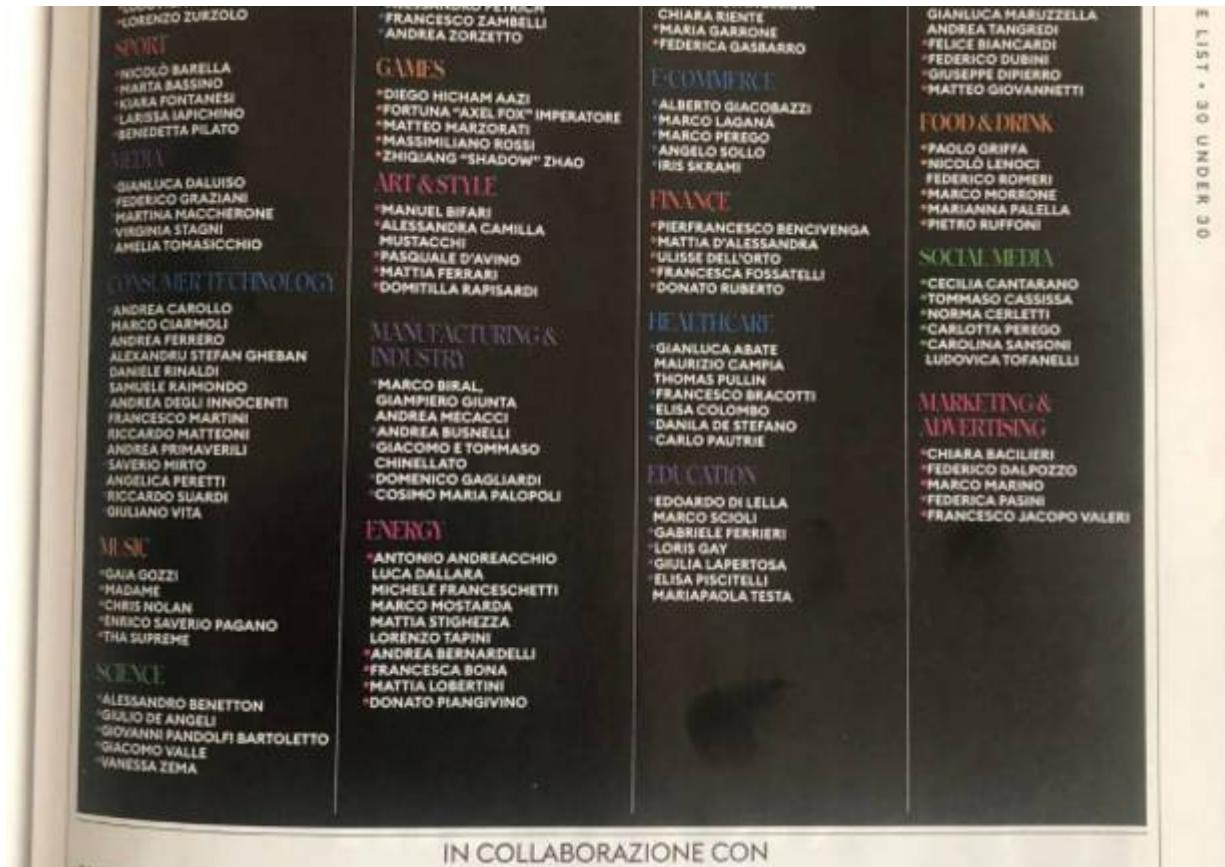 LORENZO ZURZOLO
SPORT
*NICOLÒ BARELLA
*MARTA BASSINO
*KIARA FONTANESI
*LARISSA IAPICHINO
*BENEDETTA PILATO
MEDIA
*GIANLUCA DALUISO
*FEDERICO GRAZIANI
*MARTINA MACCHERONE
*VIRGINIA STAGNI
*AMELIA TOMASICCHIO
CONSUMER TECHNOLOGY
*ANDREA CAROLLO
MARCO CIARMOLI
ANDREA FERRERO
ALEXANDRU STEFAN GHEBAN
DANIELE RINALDI
SAMUELE RAIMONDO
*ANDREA DEGLI INNOCENTI
FRANCESCO MARTINI
RICCARDO MATTEONI
ANDREA PRIMAVERILI
*SAVERIO MIRTO
ANGELICA PERETTI
*RICCARDO SUARDI
*GIULIANO VITA
MUSIC
*GAIA GOZZI
*MADAME
*CHRIS NOLAN
*ENRICO SAVERIO PAGANO
*THA SUPREME
SCIENCE
*ALESSANDRO BENETTON
*GIULIO DE ANGELI
*GIOVANNI PANDOLFI BARTOLETTO
*GIACOMO VALLE
*VANESSA ZEMA
*FRANCESCO ZAMBELLI
*ANDREA ZORZETTO
GAMES
*DIEGO HICHAM AAZI
*FORTUNA "AXEL FOX" IMPERATORE
*MATTEO MARZORATI
*MASSIMILIANO ROSSI
*ZHIQIANG "SHADOW" ZHAO
ART & STYLE
*MANUEL BIFARI
*ALESSANDRA CAMILLA
MUSTACCHI
*PASQUALE D'AVINO
*MATTIA FERRARI
*DOMITILLA RAPISARDI
MANUFACTURING &
INDUSTRY
*MARCO BIRAL,
GIAMPIERO GIUNTA
ANDREA MECACCI
*ANDREA BUSNELLI
*GIACOMO E TOMMASO
CHINELLATO
*DOMENICO GAGLIARDI
*COSIMO MARIA PALOPOLI
ENERGY
*ANTONIO ANDREACCHIO
LUCA DALLARA
MICHELE FRANCESCHETTI
MARCO MOSTARDA
MATTIA STIGHEZZA
LORENZO TAPINI
*ANDREA BERNARDELLI
*FRANCESCA BONA
*MATTIA LOBERTINI
*DONATO PIANGIVINO
CHIARA RIENTE
*MARIA GARRONE
*FEDERICA GASBARRO
E-COMMERCE
*ALBERTO GIACOBAZZI
*MARCO LAGANÁ
*MARCO PEREGO
*ANGELO SOLLO
*IRIS SKRAMI
FINANCE
*PIERFRANCESCO BENCIVENGA
*MATTIA D'ALESSANDRA
*ULISSE DELL'ORTO
*FRANCESCA FOSSATELLI
*DONATO RUBERTO
HEALTHCARE
*GIANLUCA ABATE
MAURIZIO CAMPIA
THOMAS PULLIN
*FRANCESCO BRACOTTI
*ELISA COLOMBO
*DANILA DE STEFANO
*CARLO PAUTRIE
EDUCATION
*EDOARDO DI LELLA
MARCO SCIOLI
*GABRIELE FERRIERI
*LORIS GAY
*GIULIA LAPERTOSA
*ELISA PISCITELLI
MARIAPAOLA TESTA
GIANLUCA MARUZZELLA
ANDREA TANGREDI
*FELICE BIANCARDI
*FEDERICO DUBINI
*GIUSEPPE DIPIERRO
*MATTEO GIOVANNETTI
FOOD & DRINK
*PAOLO GRIFFA
*NICOLÒ LENOCI
FEDERICO ROMERI
*MARCO MORRONE
*MARIANNA PALELLA
*PIETRO RUFFONI
SOCIAL MEDIA
*CECILIA CANTARANO
*TOMMASO CASSISSA
*NORMA CERLETTI
*CARLOTTA PEREGO
*CAROLINA SANSONI
LUDOVICA TOFANELLI
MARKETING &
ADVERTISING
*CHIARA BACILIERI
*FEDERICO DALPOZZO
*MARCO MARINO
*FEDERICA PASINI
*FRANCESCO JACOPO VALERI
E LIST • 30 UNDER 30
IN COLLABORAZIONE CON